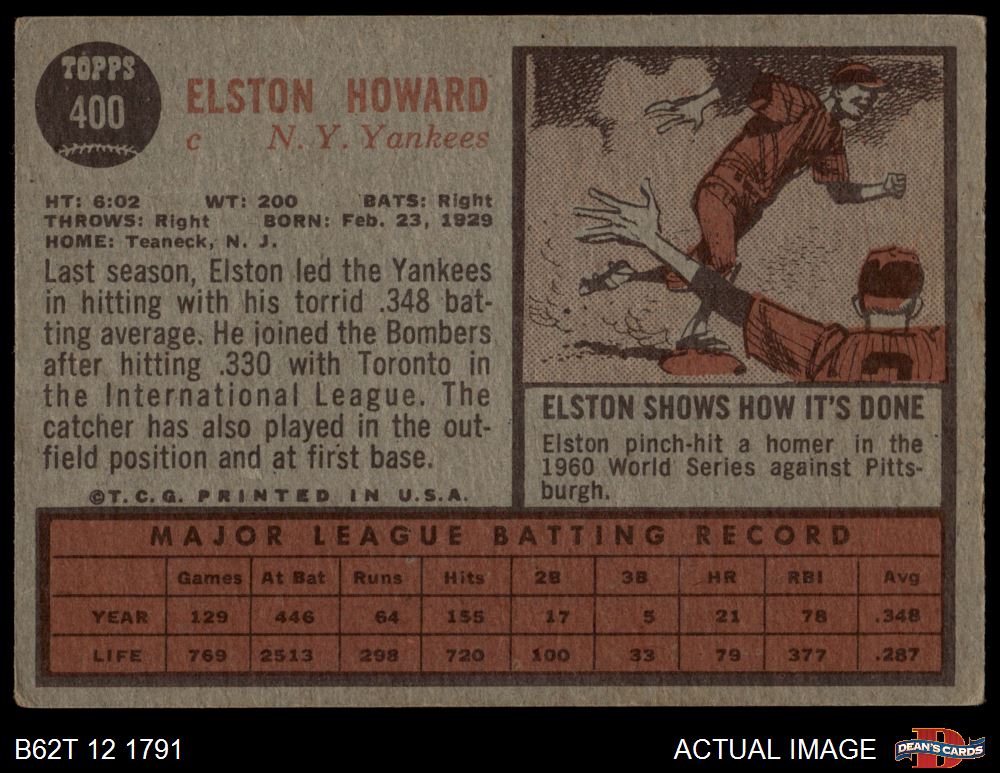 TOPPS
400
ELSTON HOWARD
c N. Y. Yankees
HT: 6:02 WT: 200 BATS: Right
THROWS: Right BORN: Feb. 23, 1929
HOME: Teaneck, N. J.
Last season, Elston led the Yankees
in hitting with his torrid .348 bat-
ting average. He joined the Bombers
after hitting .330 with Toronto in
the International League. The
catcher has also played in the out-
field position and at first base.
©T.C.G. PRINTED IN U.S.A.
ELSTON SHOWS HOW IT'S DONE
Elston pinch-hit a homer in the
1960 World Series against Pitts-
burgh.
MAJOR LEAGUE BATTING RECORD
Games At Bat Runs Hits 2B 3B HR RBI Avg
YEAR 129 446 64 155 17 5 21 78 .348
LIFE 769 2513 298 720 100 33 79 377 .287
B62T 12 1791
ACTUAL IMAGE
D
DEAN'S CARDS